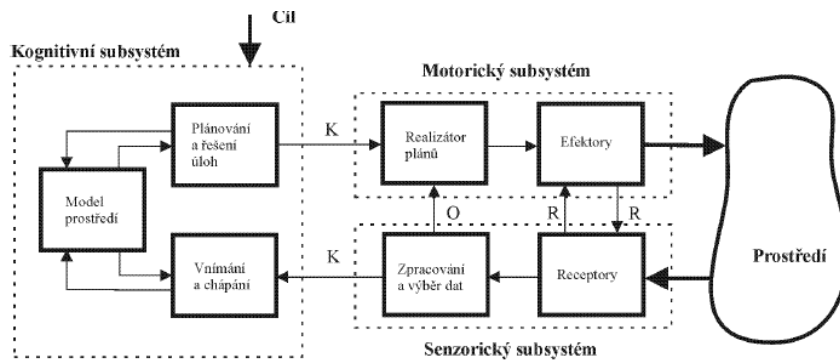 Cíl
Kognitivní subsystém
Motorický subsystém
Plánování
a řešení
úloh
K
Realizátor
plánů
Efektory
Model
prostředí
O
R
R
Prostředí
Vnímání
a chápání
K
Zpracování
a výběr dat
Receptory
Senzorický subsystém